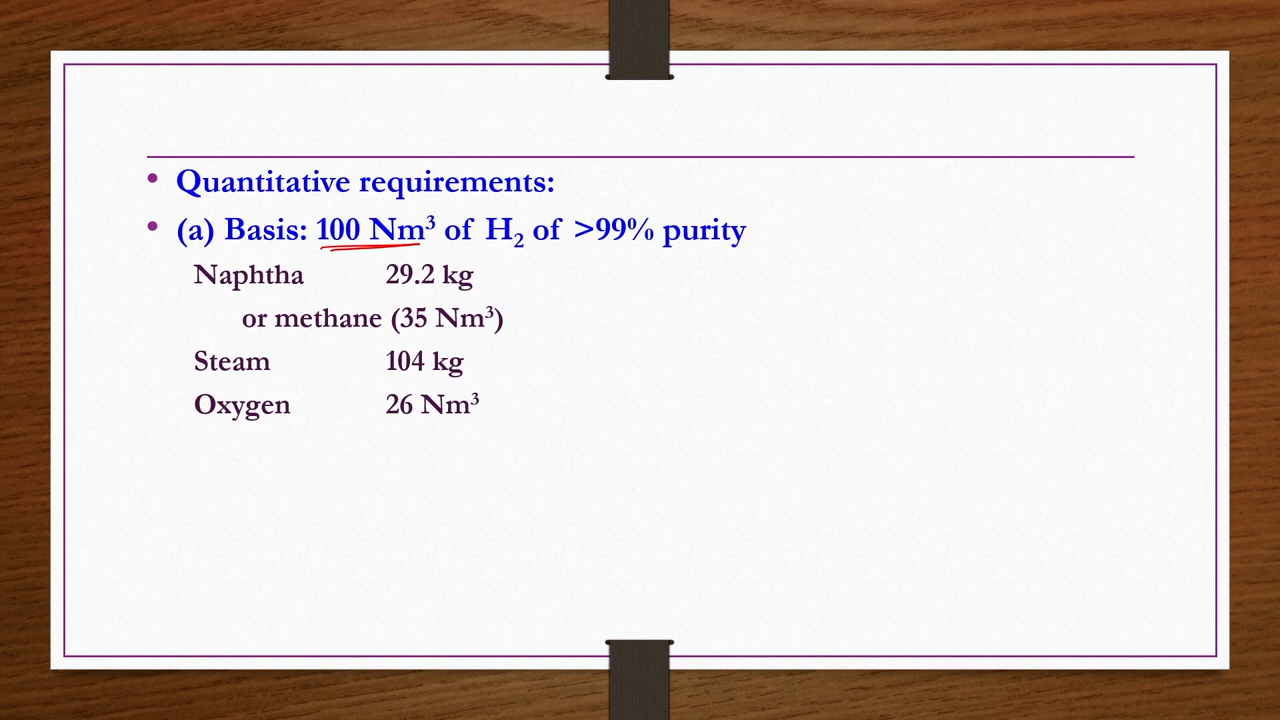 • Quantitative requirements:
• (a) Basis: 100 Nm³ of H₂ of >99% purity
Naphtha 29.2 kg
or methane (35 Nm³)
Steam 104 kg
Oxygen 26 Nm³